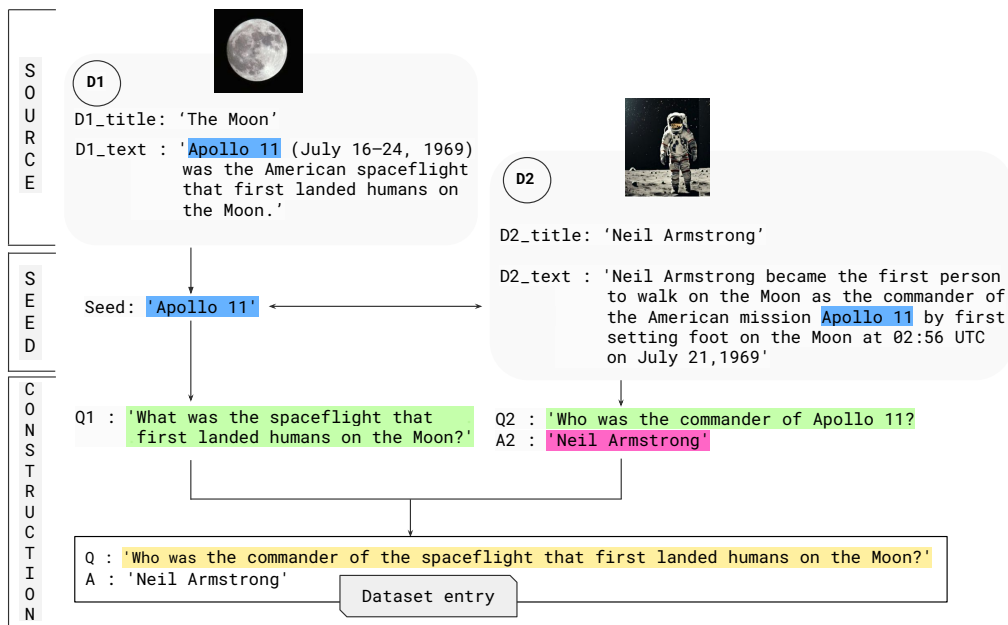 SOURCE
D1
D1_title: ‘The Moon’
D1_text : 'Apollo 11 (July 16–24, 1969)
was the American spaceflight
that first landed humans on
the Moon.’
D2
D2_title: ‘Neil Armstrong’
D2_text : 'Neil Armstrong became the first person
to walk on the Moon as the commander of
the American mission Apollo 11 by first
setting foot on the Moon at 02:56 UTC
on July 21,1969'
SEED
Seed: 'Apollo 11'
CONSTRUCTION
Q1 : 'What was the spaceflight that
first landed humans on the Moon?'
Q2 : 'Who was the commander of Apollo 11?
A2 : 'Neil Armstrong'
Q : 'Who was the commander of the spaceflight that first landed humans on the Moon?'
A : 'Neil Armstrong'
Dataset entry